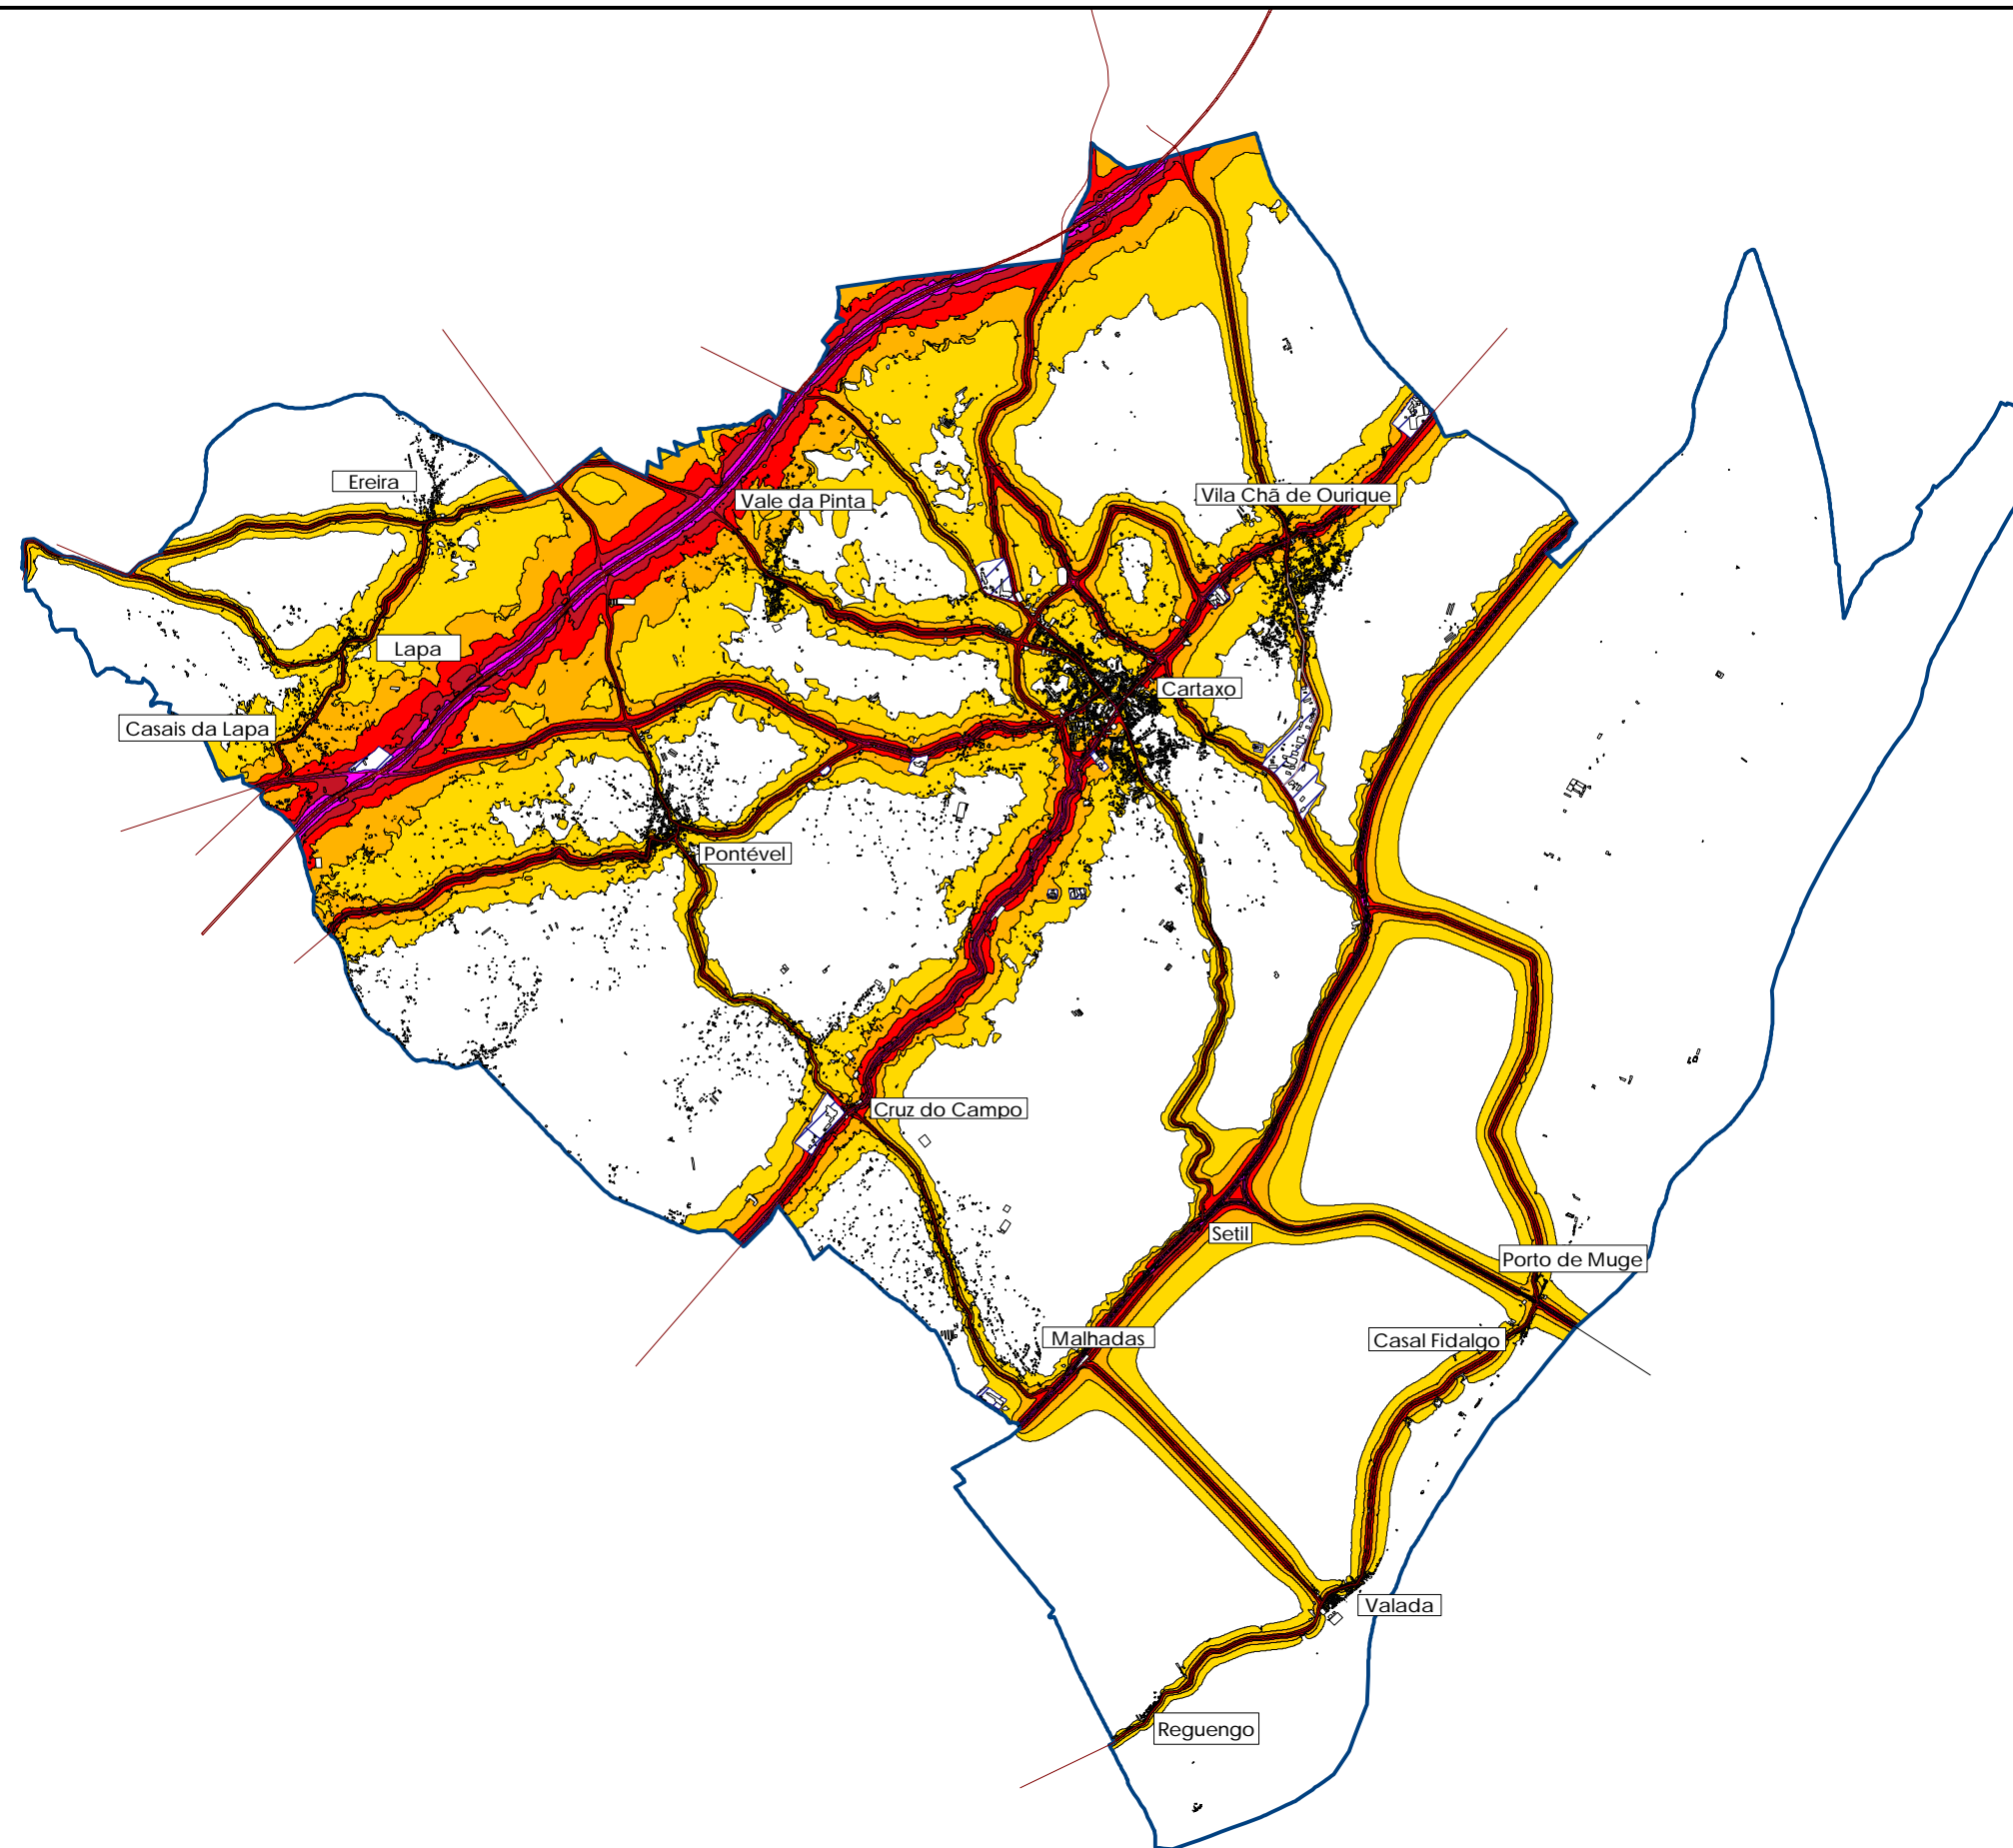 Ereira
Vale da Pinta
Vila Chã de Ourique
Lapa
Cartaxo
Casais da Lapa
Pontével
Cruz do Campo
Setil
Porto de Muge
Malhadas
Casal Fidalgo
Valada
Reguengo